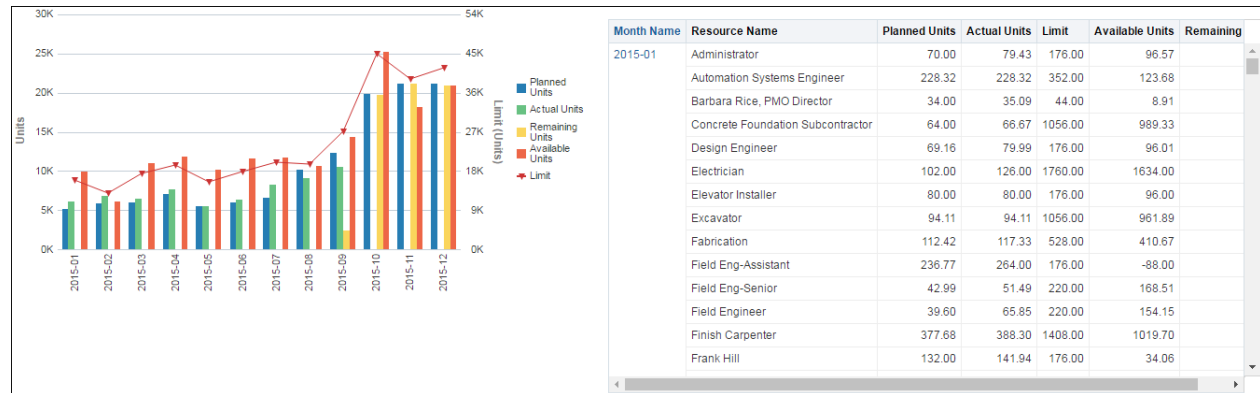 30K
25K
20K
15K
10K
5K
0K
Units
54K
45K
36K
27K
18K
9K
0K
Limit (Units)
2015-01
2015-02
2015-03
2015-04
2015-05
2015-06
2015-07
2015-08
2015-09
2015-10
2015-11
2015-12
Planned
Units
Actual Units
Remaining
Units
Available
Units
Limit
Month Name Resource Name Planned Units Actual Units Limit Available Units Remaining
2015-01 Administrator 70.00 79.43 176.00 96.57
Automation Systems Engineer 228.32 228.32 352.00 123.68
Barbara Rice, PMO Director 34.00 35.09 44.00 8.91
Concrete Foundation Subcontractor 64.00 66.67 1056.00 989.33
Design Engineer 69.16 79.99 176.00 96.01
Electrician 102.00 126.00 1760.00 1634.00
Elevator Installer 80.00 80.00 176.00 96.00
Excavator 94.11 94.11 1056.00 961.89
Fabrication 112.42 117.33 528.00 410.67
Field Eng-Assistant 236.77 264.00 176.00 -88.00
Field Eng-Senior 42.99 51.49 220.00 168.51
Field Engineer 39.60 65.85 220.00 154.15
Finish Carpenter 377.68 388.30 1408.00 1019.70
Frank Hill 132.00 141.94 176.00 34.06